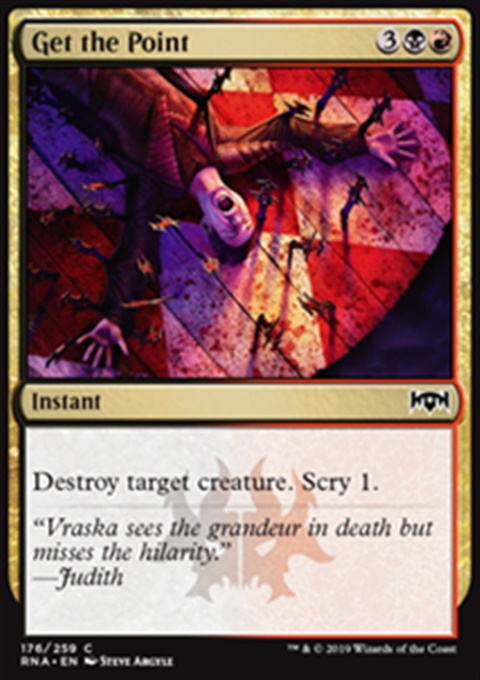 Get the Point 3
Instant
Destroy target creature. Scry 1.
“Vraska sees the grandeur in death but
misses the hilarity.”
—Judith
176/259 C
RNA • EN Steve Argyle
™ & © 2019 Wizards of the Coast